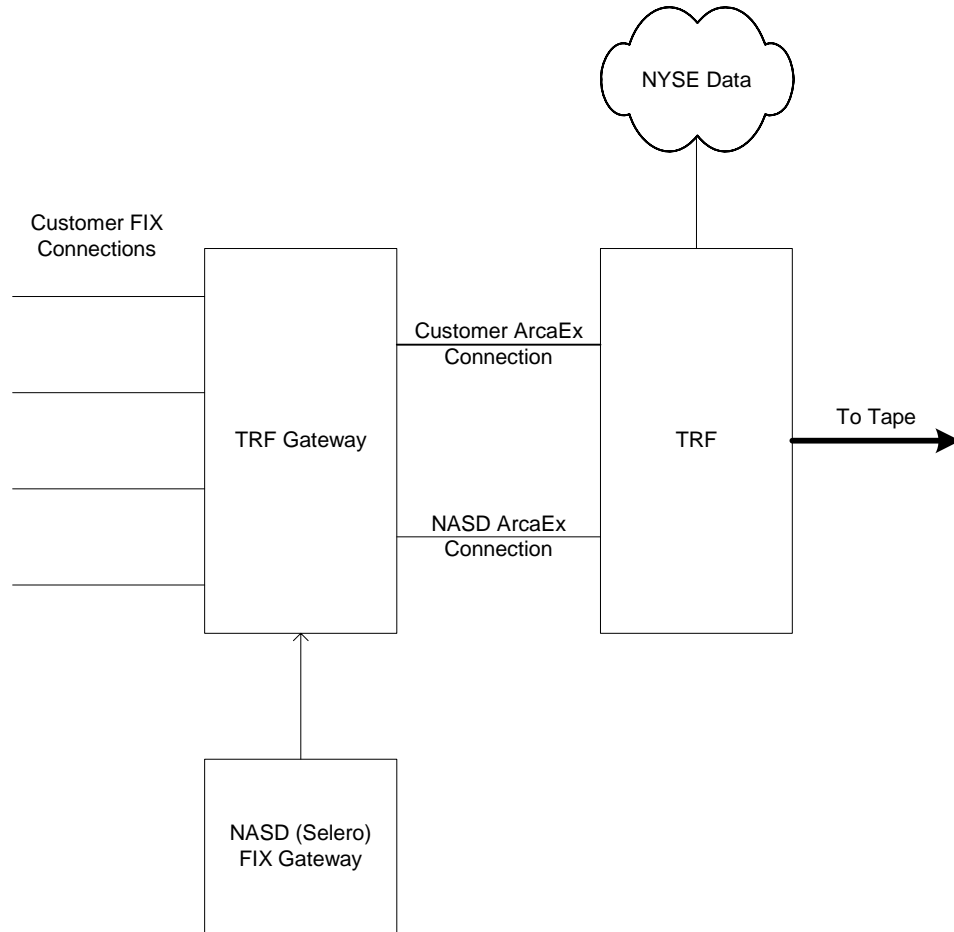 NYSE Data
Customer FIX
Connections
Customer ArcaEx
Connection
TRF Gateway
TRF
To Tape
NASD ArcaEx
Connection
NASD (Selero)
FIX Gateway